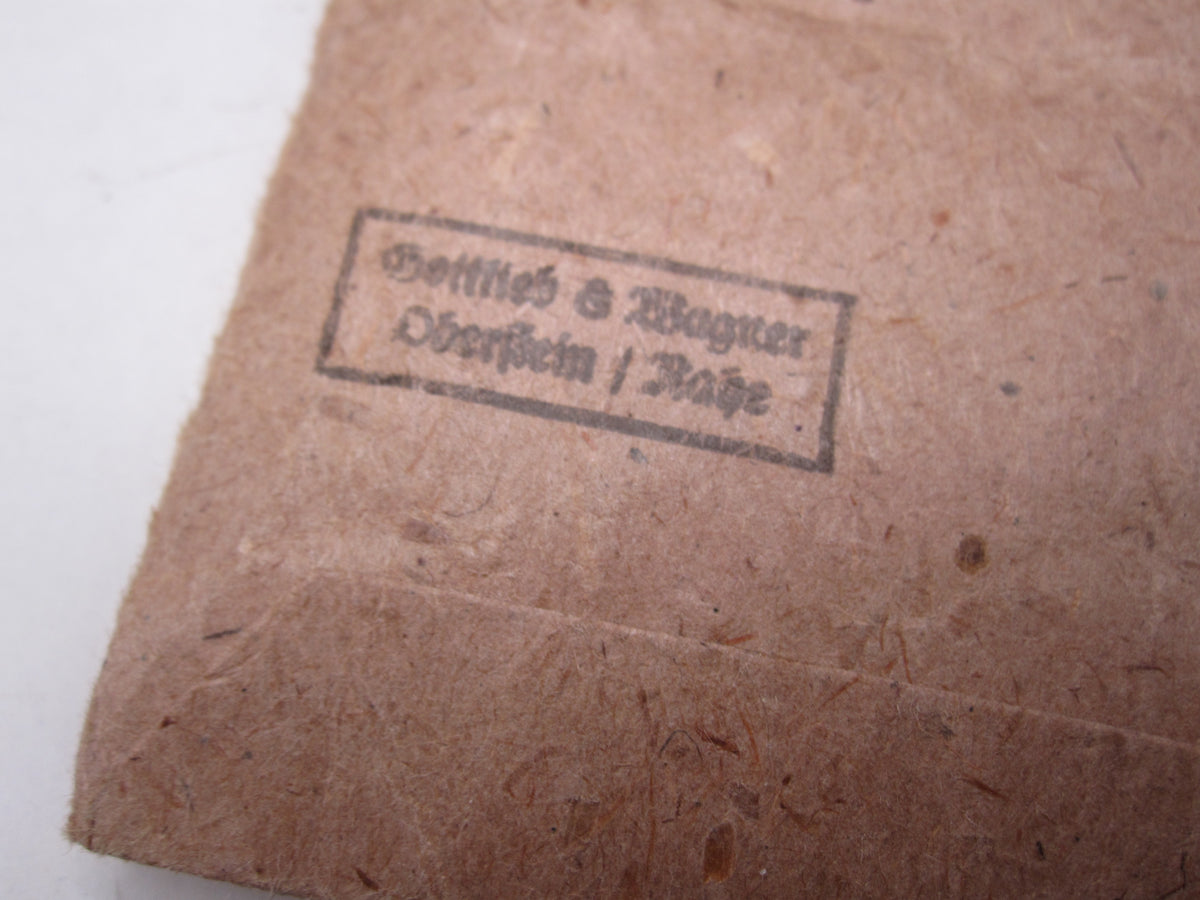 Gottlieb & Wagner
Oberstein / Nahe